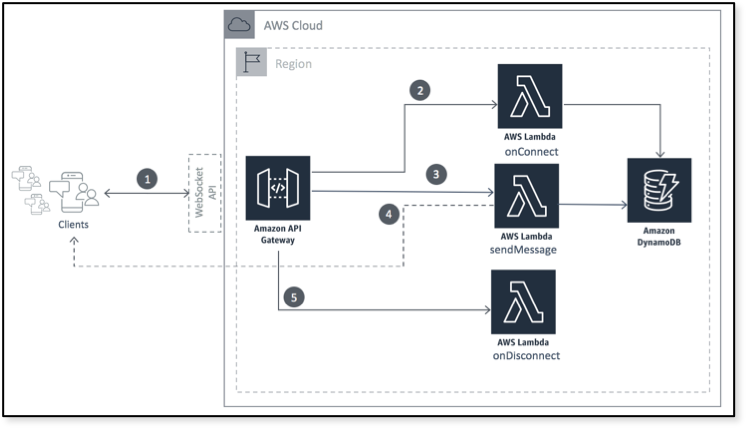 AWS Cloud
Region
2
AWS Lambda
onConnect
1
WebSocket
API
3
4
Clients
Amazon API
Gateway
AWS Lambda
sendMessage
Amazon
DynamoDB
5
AWS Lambda
onDisconnect